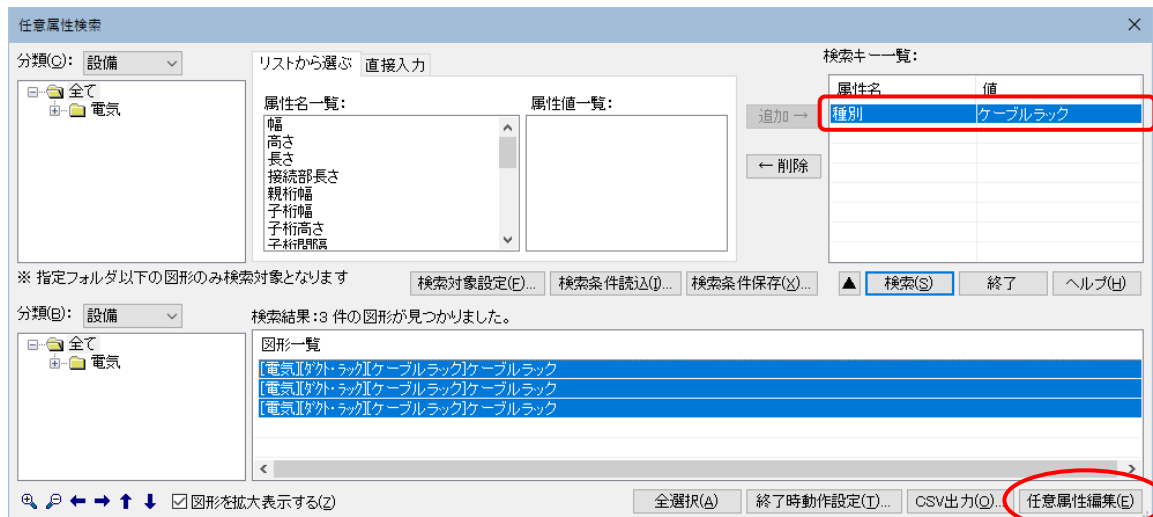 任意属性検索
分類(C): 設備
全て
電気
リストから選ぶ 直接入力
属性名一覧:
幅
高さ
長さ
接続部長さ
親桁幅
子桁幅
子桁高さ
子桁間隔
属性値一覧:
追加 →
← 削除
検索キー一覧:
属性名 値
種別 ケーブルラック
※ 指定フォルダ以下の図形のみ検索対象となります
検索対象設定(F)... 検索条件読込(I)... 検索条件保存(X)... ▲ 検索(S) 終了 ヘルプ(H)
分類(B): 設備
全て
電気
検索結果:3 件の図形が見つかりました。
図形一覧
[電気][ダクト・ラック][ケーブルラック]ケーブルラック
[電気][ダクト・ラック][ケーブルラック]ケーブルラック
[電気][ダクト・ラック][ケーブルラック]ケーブルラック
図形を拡大表示する(Z)
全選択(A) 終了時動作設定(T)... CSV出力(O)... 任意属性編集(E)